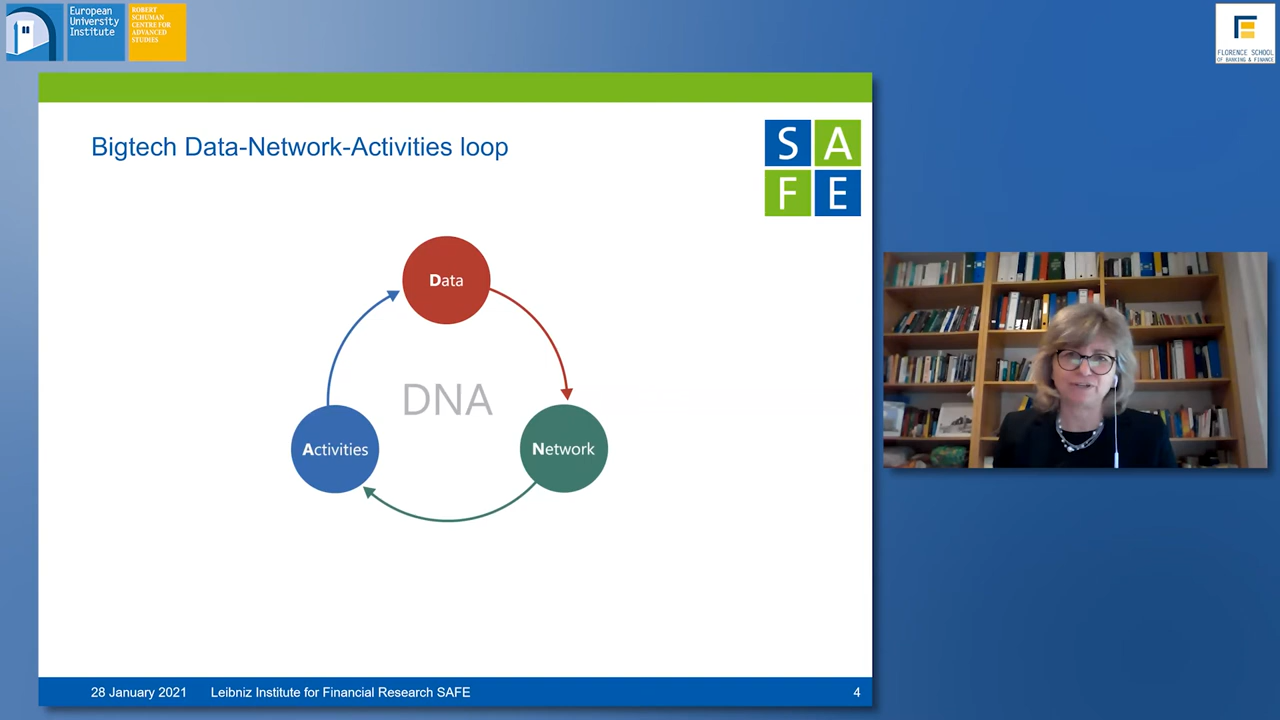 European
University
Institute
ROBERT
SCHUMAN
CENTRE FOR
ADVANCED
STUDIES
FLORENCE SCHOOL
OF BANKING & FINANCE
Bigtech Data-Network-Activities loop
S A
F E
Data
DNA
Activities
Network
28 January 2021 Leibniz Institute for Financial Research SAFE 4